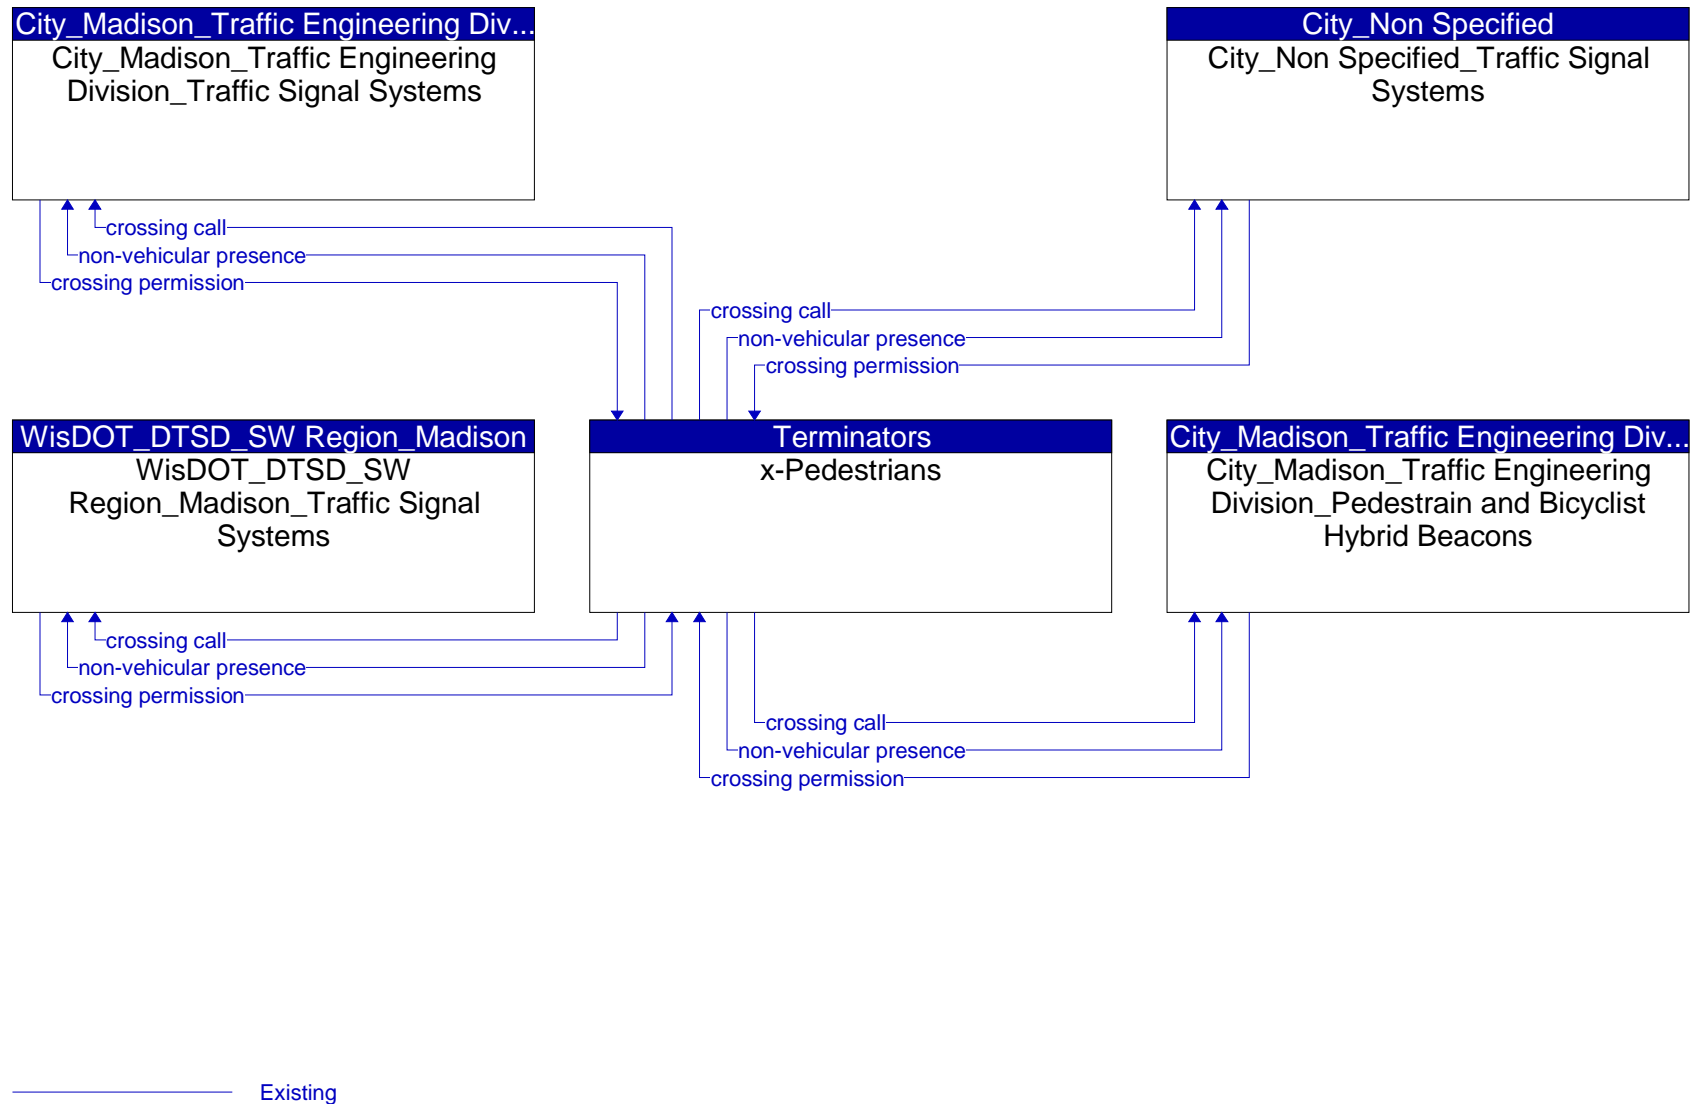 City_Madison_Traffic Engineering Div...
City_Madison_Traffic Engineering
Division_Traffic Signal Systems
City_Non Specified
City_Non Specified_Traffic Signal
Systems
crossing call
non-vehicular presence
crossing permission
crossing call
non-vehicular presence
crossing permission
WisDOT_DTSD_SW Region_Madison
WisDOT_DTSD_SW
Region_Madison_Traffic Signal
Systems
Terminators
x-Pedestrians
City_Madison_Traffic Engineering Div...
City_Madison_Traffic Engineering
Division_Pedestrain and Bicyclist
Hybrid Beacons
crossing call
non-vehicular presence
crossing permission
crossing call
non-vehicular presence
crossing permission
Existing